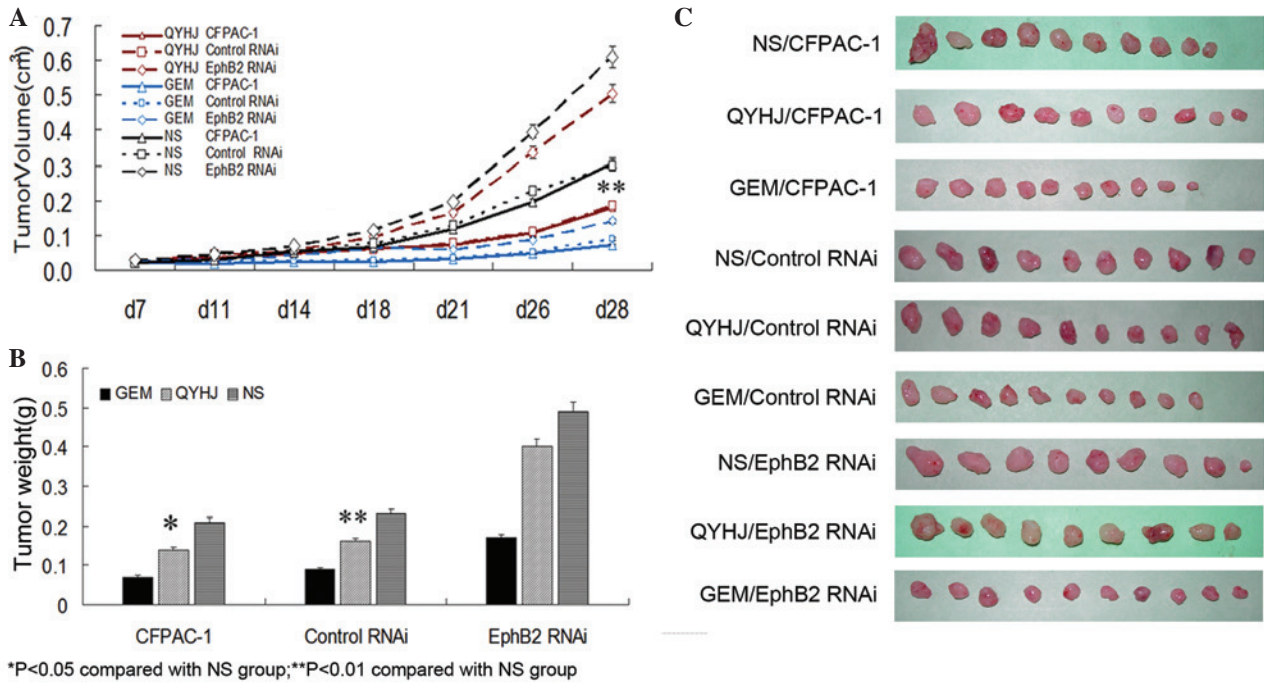 A
0.7
0.6
0.5
0.4
0.3
0.2
0.1
0.0
TumorVolume(cm³)
QYHJ CFPAC-1
QYHJ Control RNAi
QYHJ EphB2 RNAi
GEM CFPAC-1
GEM Control RNAi
GEM EphB2 RNAi
NS CFPAC-1
NS Control RNAi
NS EphB2 RNAi
**
d7 d11 d14 d18 d21 d26 d28
B
0.6
0.5
0.4
0.3
0.2
0.1
0
Tumor weight(g)
GEM QYHJ NS
* **
CFPAC-1 Control RNAi EphB2 RNAi
*P<0.05 compared with NS group;**P<0.01 compared with NS group
C
NS/CFPAC-1
QYHJ/CFPAC-1
GEM/CFPAC-1
NS/Control RNAi
QYHJ/Control RNAi
GEM/Control RNAi
NS/EphB2 RNAi
QYHJ/EphB2 RNAi
GEM/EphB2 RNAi